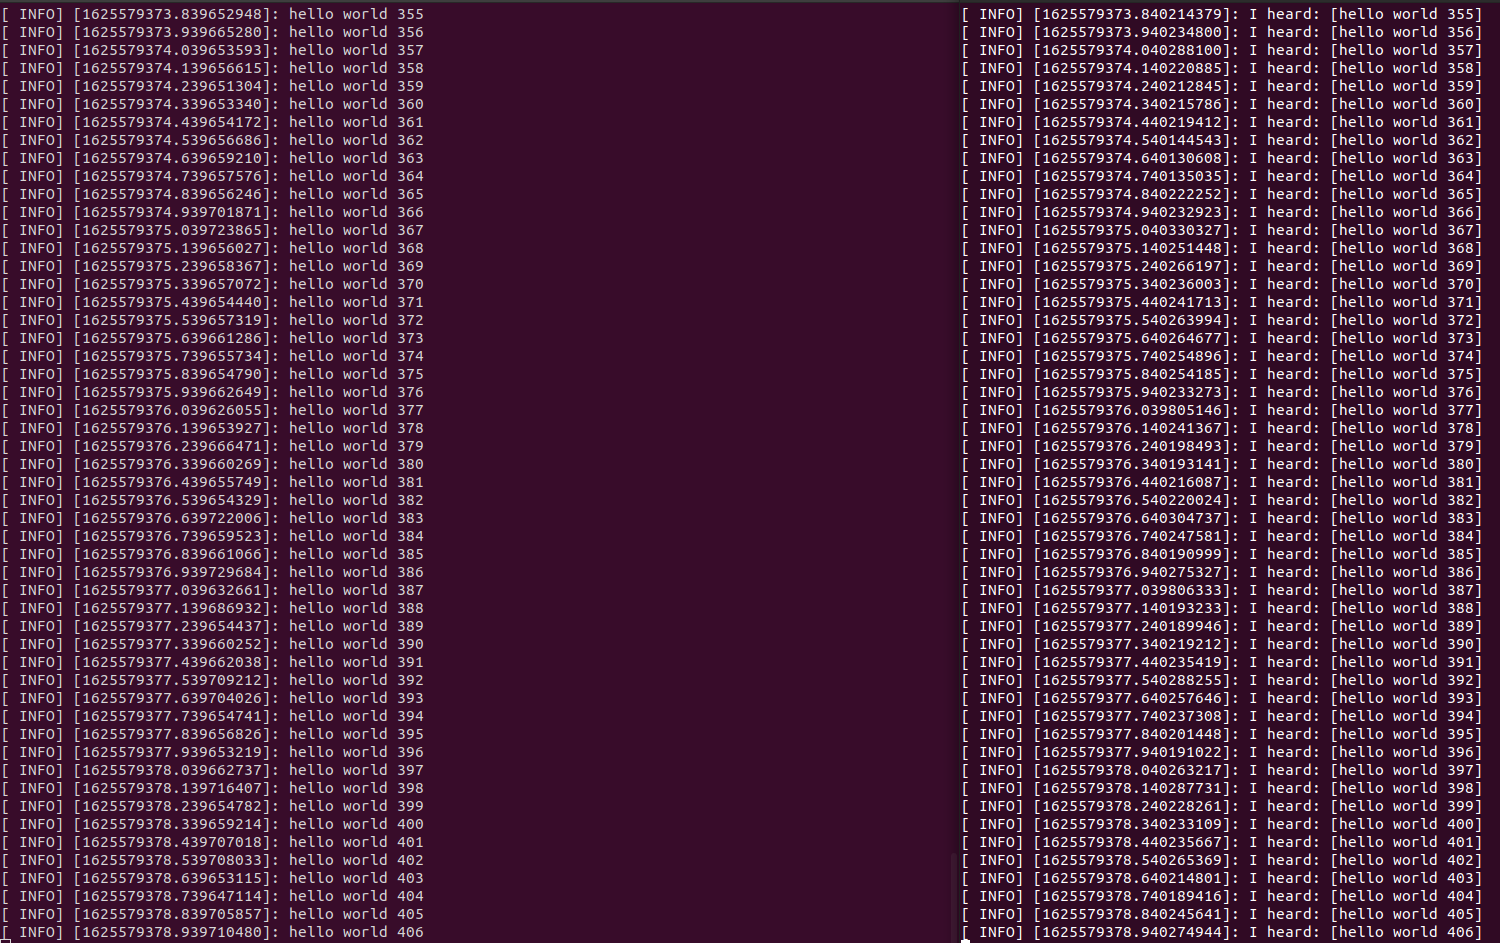 [ INFO] [1625579373.839652948]: hello world 355
[ INFO] [1625579373.939665280]: hello world 356
[ INFO] [1625579374.039653593]: hello world 357
[ INFO] [1625579374.139656615]: hello world 358
[ INFO] [1625579374.239651304]: hello world 359
[ INFO] [1625579374.339653340]: hello world 360
[ INFO] [1625579374.439654172]: hello world 361
[ INFO] [1625579374.539656686]: hello world 362
[ INFO] [1625579374.639659210]: hello world 363
[ INFO] [1625579374.739657576]: hello world 364
[ INFO] [1625579374.839656246]: hello world 365
[ INFO] [1625579374.939701871]: hello world 366
[ INFO] [1625579375.039723865]: hello world 367
[ INFO] [1625579375.139656027]: hello world 368
[ INFO] [1625579375.239658367]: hello world 369
[ INFO] [1625579375.339657072]: hello world 370
[ INFO] [1625579375.439654440]: hello world 371
[ INFO] [1625579375.539657319]: hello world 372
[ INFO] [1625579375.639661286]: hello world 373
[ INFO] [1625579375.739655734]: hello world 374
[ INFO] [1625579375.839654790]: hello world 375
[ INFO] [1625579375.939662649]: hello world 376
[ INFO] [1625579376.039626055]: hello world 377
[ INFO] [1625579376.139653927]: hello world 378
[ INFO] [1625579376.239666471]: hello world 379
[ INFO] [1625579376.339660269]: hello world 380
[ INFO] [1625579376.439655749]: hello world 381
[ INFO] [1625579376.539654329]: hello world 382
[ INFO] [1625579376.639722006]: hello world 383
[ INFO] [1625579376.739659523]: hello world 384
[ INFO] [1625579376.839661066]: hello world 385
[ INFO] [1625579376.939729684]: hello world 386
[ INFO] [1625579377.039632661]: hello world 387
[ INFO] [1625579377.139686932]: hello world 388
[ INFO] [1625579377.239654437]: hello world 389
[ INFO] [1625579377.339660252]: hello world 390
[ INFO] [1625579377.439662038]: hello world 391
[ INFO] [1625579377.539709212]: hello world 392
[ INFO] [1625579377.639704026]: hello world 393
[ INFO] [1625579377.739654741]: hello world 394
[ INFO] [1625579377.839656826]: hello world 395
[ INFO] [1625579377.939653219]: hello world 396
[ INFO] [1625579378.039662737]: hello world 397
[ INFO] [1625579378.139716407]: hello world 398
[ INFO] [1625579378.239654782]: hello world 399
[ INFO] [1625579378.339659214]: hello world 400
[ INFO] [1625579378.439707018]: hello world 401
[ INFO] [1625579378.539708033]: hello world 402
[ INFO] [1625579378.639653115]: hello world 403
[ INFO] [1625579378.739647114]: hello world 404
[ INFO] [1625579378.839705857]: hello world 405
[ INFO] [1625579378.939710480]: hello world 406
[ INFO] [1625579373.840214379]: I heard: [hello world 355]
[ INFO] [1625579373.940234800]: I heard: [hello world 356]
[ INFO] [1625579374.040288100]: I heard: [hello world 357]
[ INFO] [1625579374.140220885]: I heard: [hello world 358]
[ INFO] [1625579374.240212845]: I heard: [hello world 359]
[ INFO] [1625579374.340215786]: I heard: [hello world 360]
[ INFO] [1625579374.440219412]: I heard: [hello world 361]
[ INFO] [1625579374.540144543]: I heard: [hello world 362]
[ INFO] [1625579374.640130608]: I heard: [hello world 363]
[ INFO] [1625579374.740135035]: I heard: [hello world 364]
[ INFO] [1625579374.840222252]: I heard: [hello world 365]
[ INFO] [1625579374.940232923]: I heard: [hello world 366]
[ INFO] [1625579375.040330327]: I heard: [hello world 367]
[ INFO] [1625579375.140251448]: I heard: [hello world 368]
[ INFO] [1625579375.240266197]: I heard: [hello world 369]
[ INFO] [1625579375.340236003]: I heard: [hello world 370]
[ INFO] [1625579375.440241713]: I heard: [hello world 371]
[ INFO] [1625579375.540263994]: I heard: [hello world 372]
[ INFO] [1625579375.640264677]: I heard: [hello world 373]
[ INFO] [1625579375.740254896]: I heard: [hello world 374]
[ INFO] [1625579375.840254185]: I heard: [hello world 375]
[ INFO] [1625579375.940233273]: I heard: [hello world 376]
[ INFO] [1625579376.039805146]: I heard: [hello world 377]
[ INFO] [1625579376.140241367]: I heard: [hello world 378]
[ INFO] [1625579376.240198493]: I heard: [hello world 379]
[ INFO] [1625579376.340193141]: I heard: [hello world 380]
[ INFO] [1625579376.440216087]: I heard: [hello world 381]
[ INFO] [1625579376.540220024]: I heard: [hello world 382]
[ INFO] [1625579376.640304737]: I heard: [hello world 383]
[ INFO] [1625579376.740247581]: I heard: [hello world 384]
[ INFO] [1625579376.840190999]: I heard: [hello world 385]
[ INFO] [1625579376.940275327]: I heard: [hello world 386]
[ INFO] [1625579377.039806333]: I heard: [hello world 387]
[ INFO] [1625579377.140193233]: I heard: [hello world 388]
[ INFO] [1625579377.240189946]: I heard: [hello world 389]
[ INFO] [1625579377.340219212]: I heard: [hello world 390]
[ INFO] [1625579377.440235419]: I heard: [hello world 391]
[ INFO] [1625579377.540288255]: I heard: [hello world 392]
[ INFO] [1625579377.640257646]: I heard: [hello world 393]
[ INFO] [1625579377.740237308]: I heard: [hello world 394]
[ INFO] [1625579377.840201448]: I heard: [hello world 395]
[ INFO] [1625579377.940191022]: I heard: [hello world 396]
[ INFO] [1625579378.040263217]: I heard: [hello world 397]
[ INFO] [1625579378.140287731]: I heard: [hello world 398]
[ INFO] [1625579378.240228261]: I heard: [hello world 399]
[ INFO] [1625579378.340233109]: I heard: [hello world 400]
[ INFO] [1625579378.440235667]: I heard: [hello world 401]
[ INFO] [1625579378.540265369]: I heard: [hello world 402]
[ INFO] [1625579378.640214801]: I heard: [hello world 403]
[ INFO] [1625579378.740189416]: I heard: [hello world 404]
[ INFO] [1625579378.840245641]: I heard: [hello world 405]
[ INFO] [1625579378.940274944]: I heard: [hello world 406]